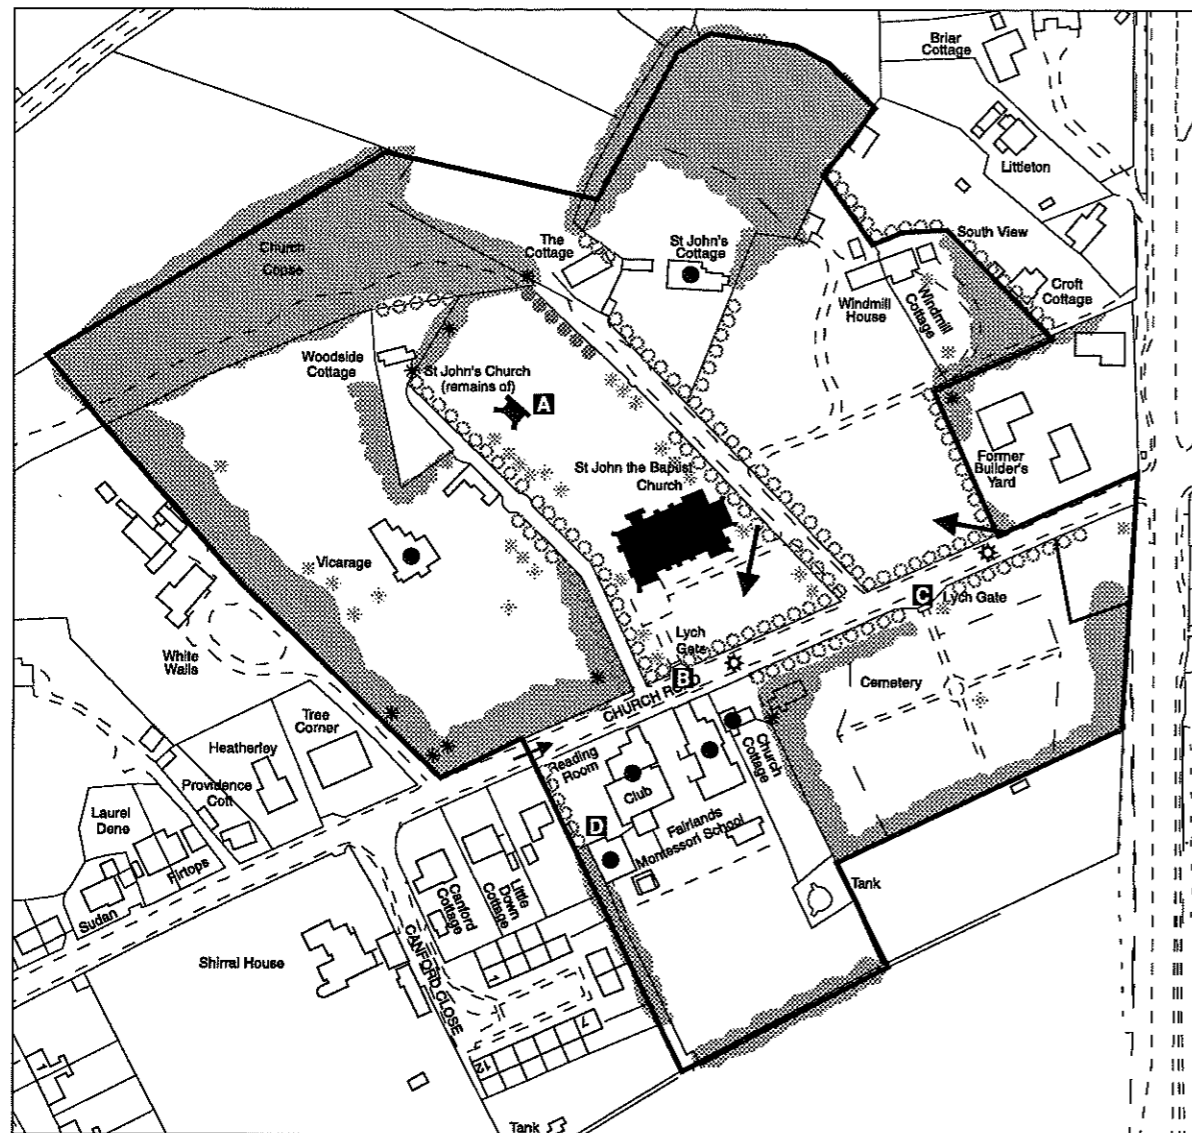 Briar
Cottage
Littleton
South View
The
Cottage
St John's
Cottage
Church
Copse
Windmill
House
Windmill
Cottage
Croft
Cottage
Woodside
Cottage
St John's Church
(remains of)
A
St John the Baptist
Church
Former
Builder's
Yard
Vicarage
C
Lych Gate
Lych
Gate
B
White
Walls
CHURCH ROAD
Cemetery
Tree
Corner
Heatherley
Providence
Cott
Reading
Room
Church
Cottage
Club
Laurel
Dene
D
Fairlands
Montessori School
Firtops
Sudan
Canford
Cottage
Little
Down
Cottage
Tank
Shirral House
CANFORD CLOSE
1
7
12
Tank